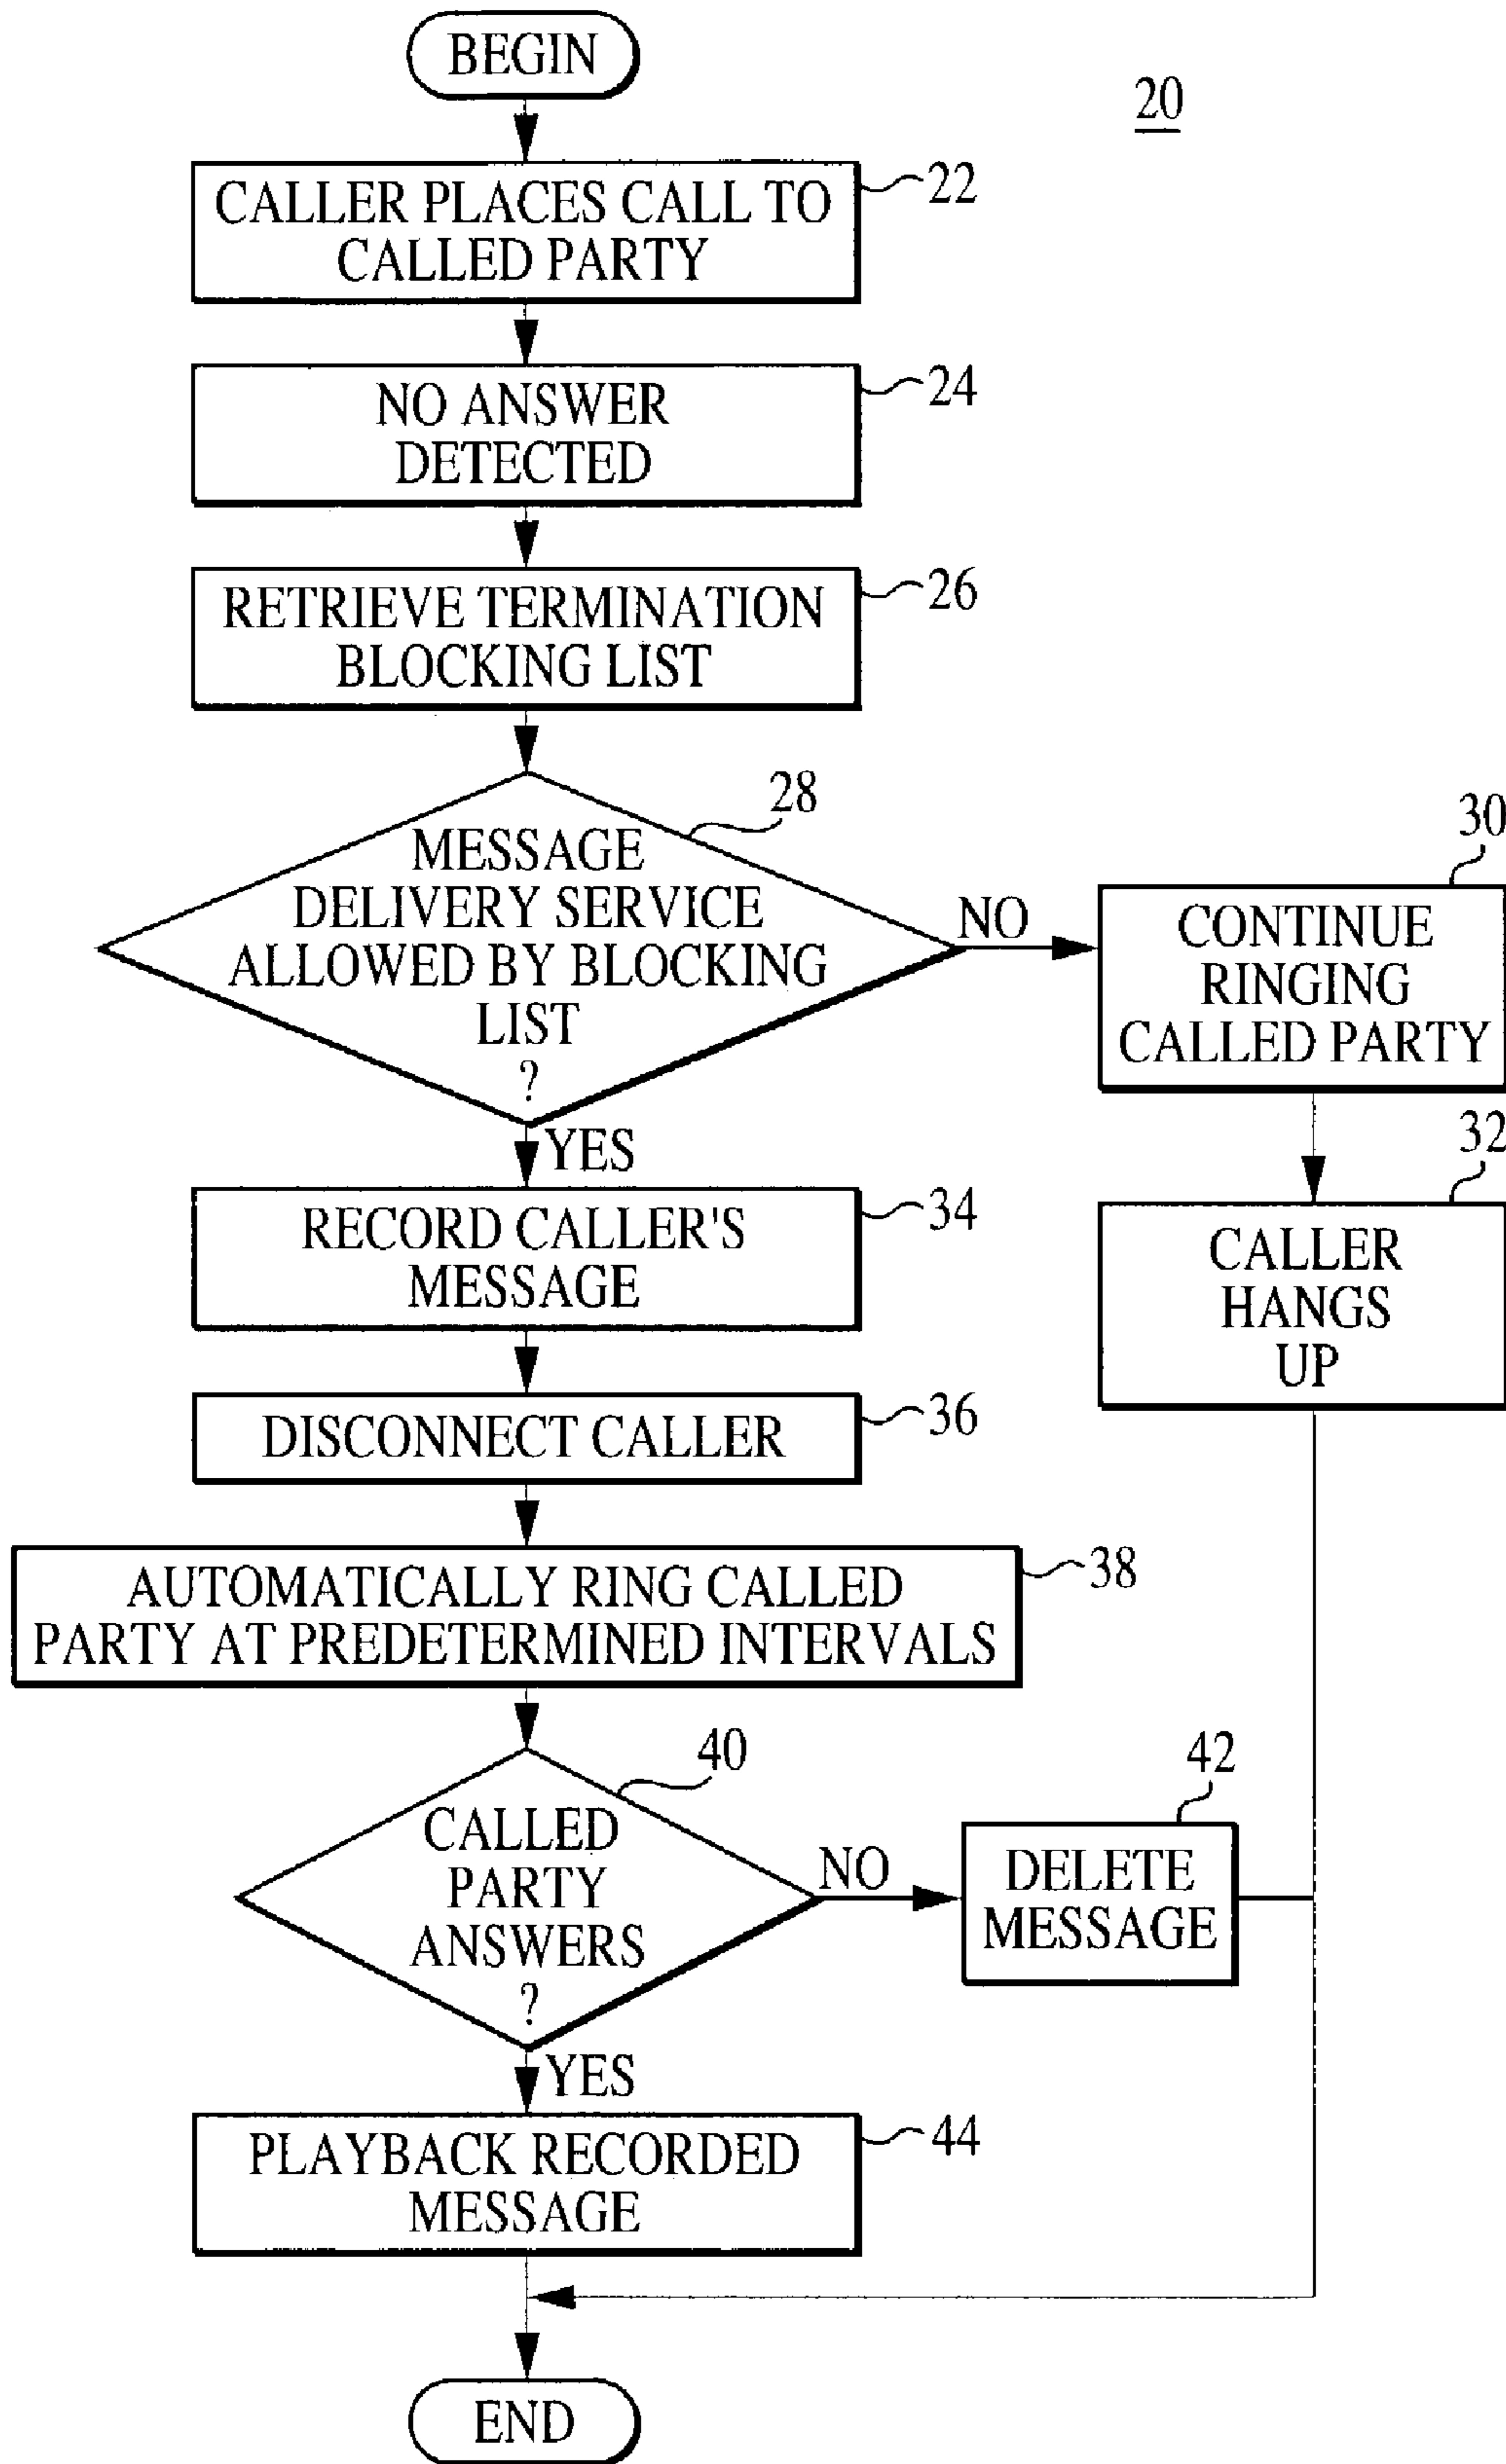 BEGIN
20
CALLER PLACES CALL TO
CALLED PARTY
22
NO ANSWER
DETECTED
24
RETRIEVE TERMINATION
BLOCKING LIST
26
MESSAGE
DELIVERY SERVICE
ALLOWED BY BLOCKING
LIST
?
28
NO
30
CONTINUE
RINGING
CALLED PARTY
32
CALLER
HANGS
UP
YES
RECORD CALLER'S
MESSAGE
34
DISCONNECT CALLER
36
AUTOMATICALLY RING CALLED
PARTY AT PREDETERMINED INTERVALS
38
CALLED
PARTY
ANSWERS
?
40
NO
42
DELETE
MESSAGE
YES
PLAYBACK RECORDED
MESSAGE
44
END